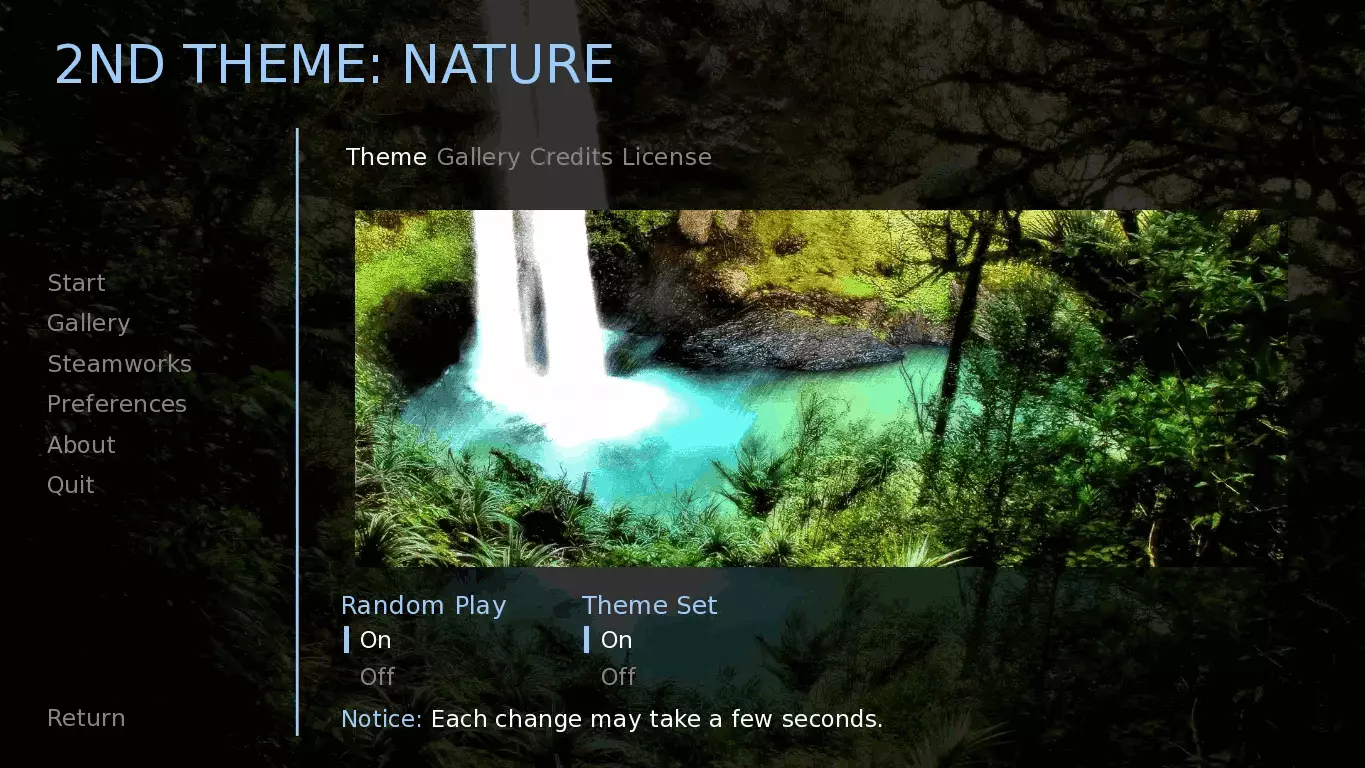 2ND THEME: NATURE
Theme Gallery Credits License
Start
Gallery
Steamworks
Preferences
About
Quit
Return
Random Play
On
Off
Theme Set
On
Off
Notice: Each change may take a few seconds.